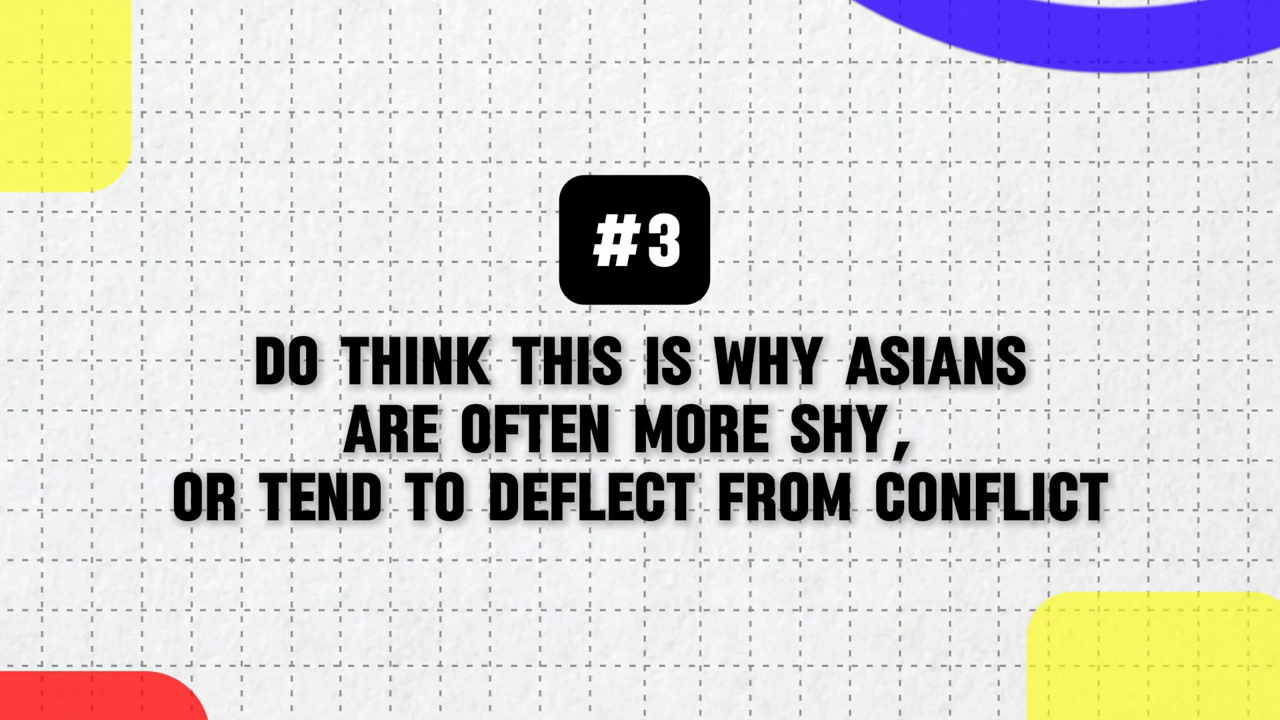 #3
DO THINK THIS IS WHY ASIANS
ARE OFTEN MORE SHY,
OR TEND TO DEFLECT FROM CONFLICT